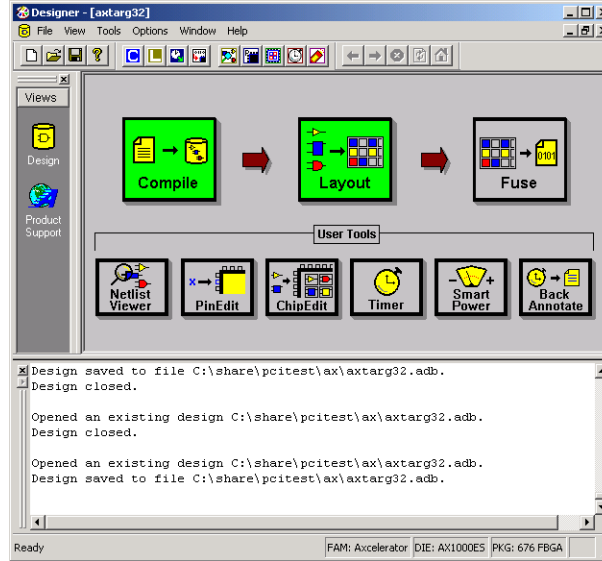 Designer - [axtarg32]
File View Tools Options Window Help
Views
Design
Product
Support
Compile
Layout
0101
Fuse
User Tools
Netlist
Viewer
PinEdit
ChipEdit
Timer
Smart
Power
Back
Annotate
Design saved to file C:\share\pcitest\ax\axtarg32.adb.
Design closed.
Opened an existing design C:\share\pcitest\ax\axtarg32.adb.
Design closed.
Opened an existing design C:\share\pcitest\ax\axtarg32.adb.
Design saved to file C:\share\pcitest\ax\axtarg32.adb.
Ready FAM: Axcelerator DIE: AX1000ES PKG: 676 FBGA